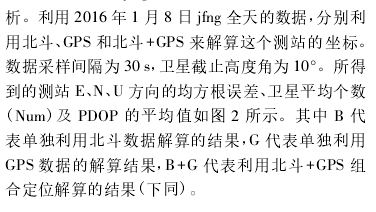 析。利用 2016 年 1 月 8 日 jfng 全天的数据,分别利
用北斗、GPS 和北斗+GPS 来解算这个测站的坐标。
数据采样间隔为 30 s,卫星截止高度角为 10°。所得
到的测站 E、N、U 方向的均方根误差、卫星平均个数
(Num)及 PDOP 的平均值如图 2 所示。其中 B 代
表单独利用北斗数据解算的结果,G 代表单独利用
GPS 数据的解算结果,B+G 代表利用北斗+GPS 组
合定位解算的结果(下同)。